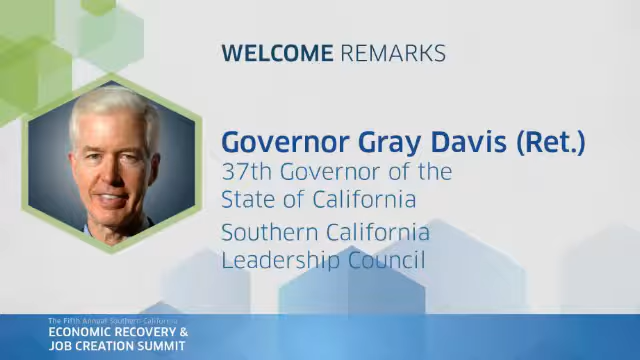 WELCOME REMARKS
Governor Gray Davis (Ret.)
37th Governor of the
State of California
Southern California
Leadership Council
The Fifth Annual Southern California
ECONOMIC RECOVERY &
JOB CREATION SUMMIT